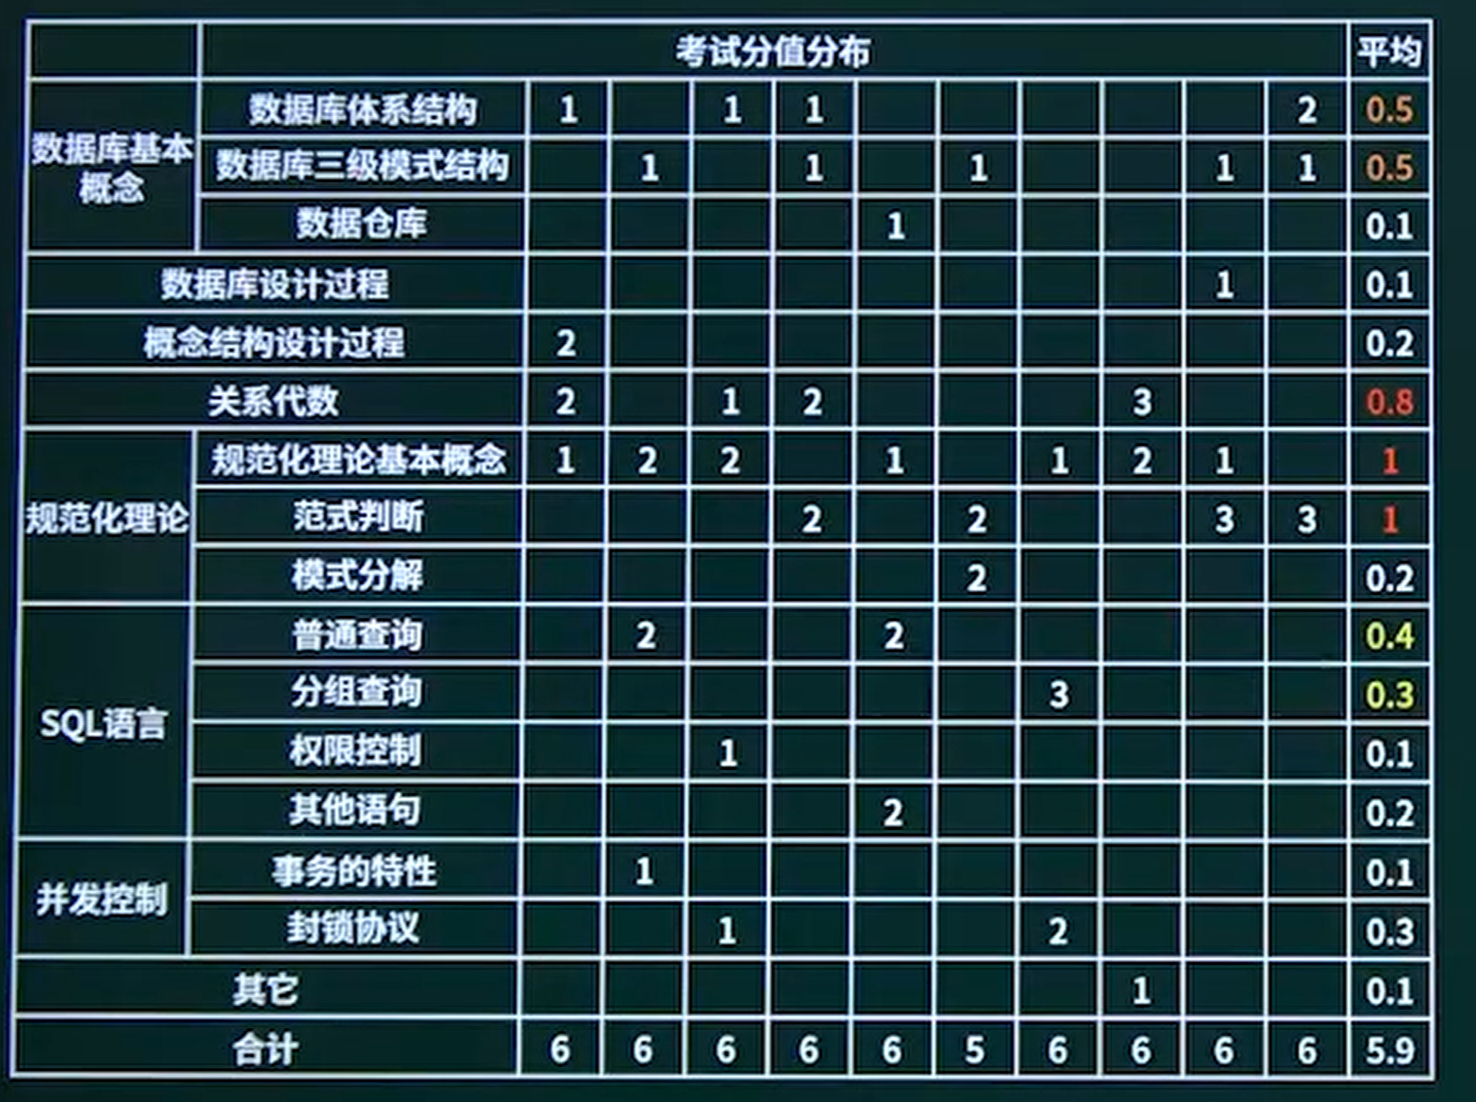 考试分值分布 平均
数据库基本概念 数据库体系结构 1 1 1 2 0.5
数据库三级模式结构 1 1 1 1 1 0.5
数据仓库 1 0.1
数据库设计过程 1 0.1
概念结构设计过程 2 0.2
关系代数 2 1 2 3 0.8
规范化理论 规范化理论基本概念 1 2 2 1 1 2 1 1
范式判断 2 2 3 3 1
模式分解 2 0.2
SQL语言 普通查询 2 2 0.4
分组查询 3 0.3
权限控制 1 0.1
其他语句 2 0.2
并发控制 事务的特性 1 0.1
封锁协议 1 2 0.3
其它 1 0.1
合计 6 6 6 6 6 5 6 6 6 6 5.9